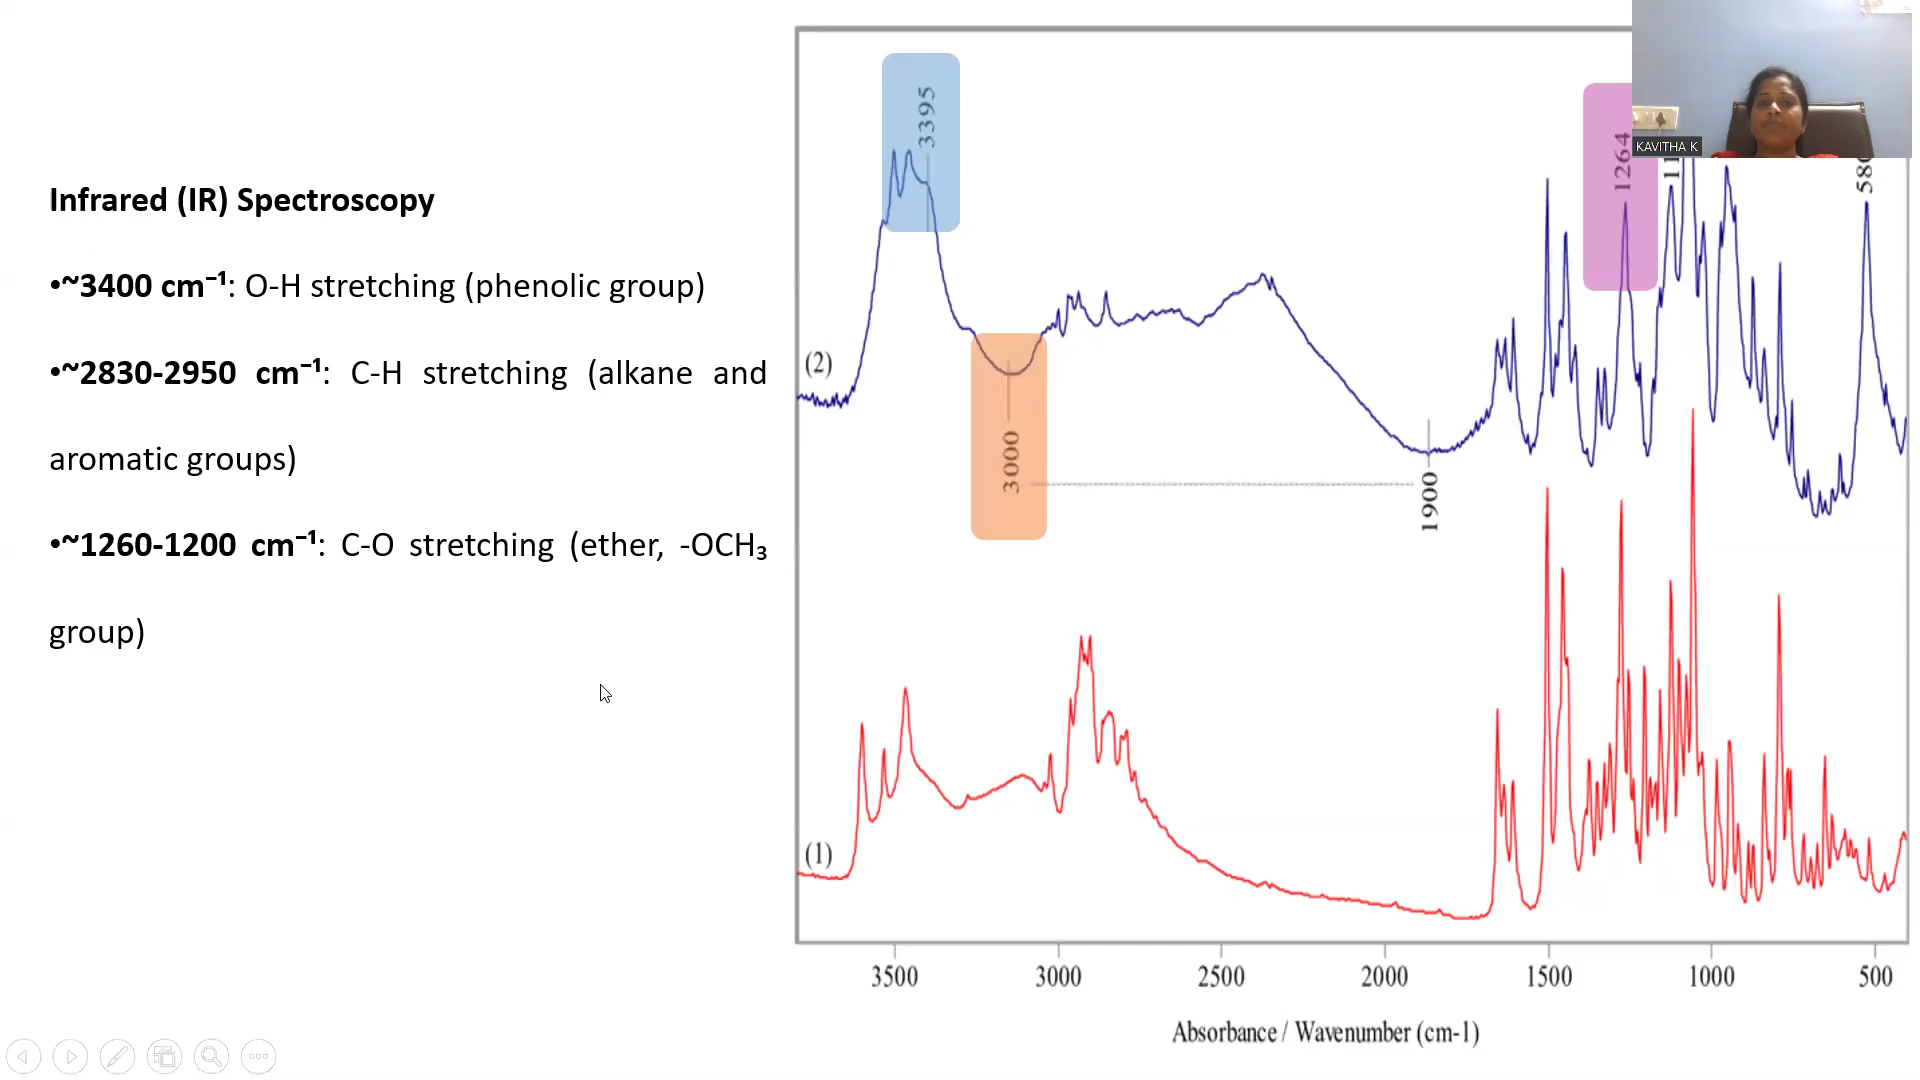 Infrared (IR) Spectroscopy
•~3400 cm⁻¹: O-H stretching (phenolic group)
•~2830-2950 cm⁻¹: C-H stretching (alkane and
aromatic groups)
•~1260-1200 cm⁻¹: C-O stretching (ether, -OCH₃
group)
3395
1264
KAVITHA K
(2)
3000
1900
(1)
3500 3000 2500 2000 1500 1000 500
Absorbance / Wavenumber (cm-1)